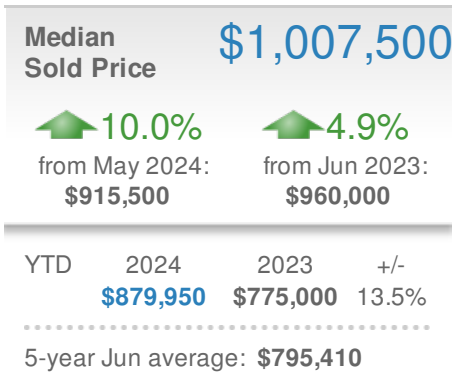 Median $1,007,500
Sold Price
10.0% 4.9%
from May 2024: from Jun 2023:
$915,500 $960,000
YTD 2024 2023 +/-
$879,950 $775,000 13.5%
5-year Jun average: $795,410